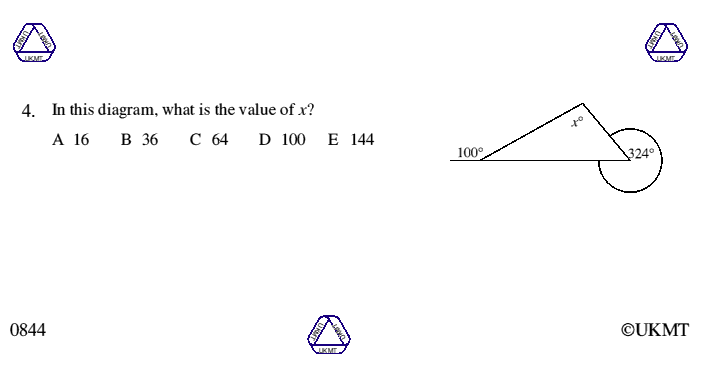 UKMT UKMT UKMT
UKMT UKMT UKMT
4. In this diagram, what is the value of x?
A 16 B 36 C 64 D 100 E 144
x°
100°
324°
0844
UKMT UKMT UKMT
©UKMT